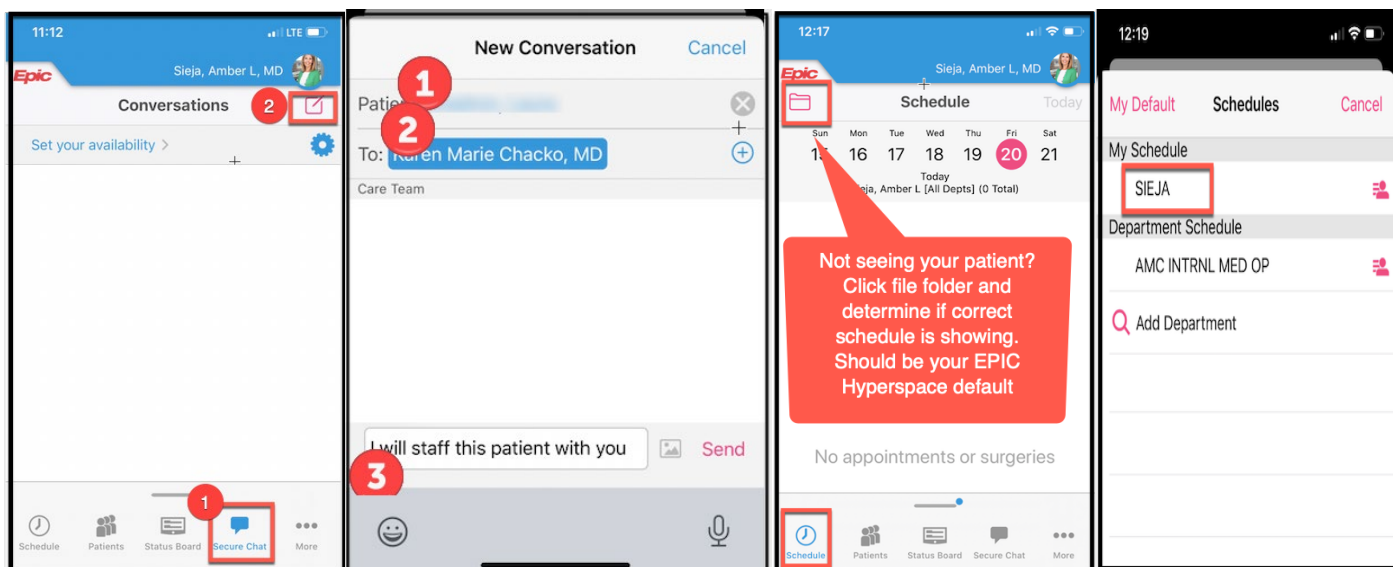 11:12
LTE
Epic
Sieja, Amber L, MD
Conversations
2
Set your availability >
1
Schedule
Patients
Status Board
Secure Chat
More
New Conversation
Cancel
1
2
To:
Marie Chacko, MD
Care Team
I will staff this patient with you
Send
3
12:17
Epic
Sieja, Amber L, MD
Schedule
Today
Sun Mon Tue Wed Thu Fri Sat
15 16 17 18 19 20 21
Today
Sieja, Amber L [All Depts] (0 Total)
Not seeing your patient?
Click file folder and
determine if correct
schedule is showing.
Should be your EPIC
Hyperspace default
No appointments or surgeries
Schedule
Patients
Status Board
Secure Chat
More
12:19
My Default
Schedules
Cancel
My Schedule
SIEJA
Department Schedule
AMC INTRNL MED OP
Add Department